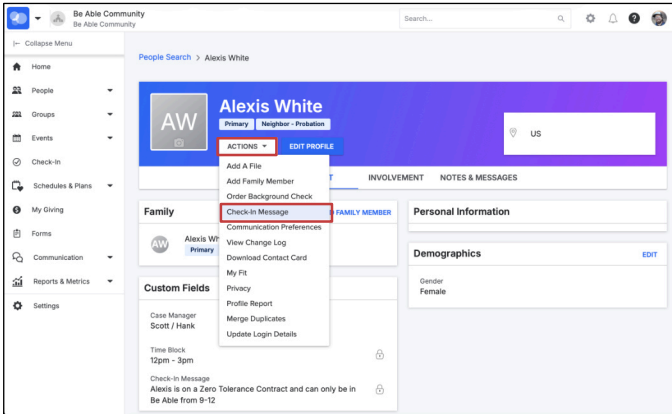 Be Able Community
Be Able Community
Search...
Collapse Menu
Home
People
Groups
Events
Check-In
Schedules & Plans
My Giving
Forms
Communication
Reports & Metrics
Settings
People Search > Alexis White
AW
Alexis White
Primary Neighbor - Probation
ACTIONS EDIT PROFILE
US
INVOLVEMENT NOTES & MESSAGES
Add A File
Add Family Member
Order Background Check
Check-In Message
Communication Preferences
View Change Log
Download Contact Card
My Fit
Privacy
Profile Report
Merge Duplicates
Update Login Details
Family
FAMILY MEMBER
AW
Alexis Wh
Primary
Custom Fields
Case Manager
Scott / Hank
Time Block
12pm - 3pm
Check-In Message
Alexis is on a Zero Tolerance Contract and can only be in
Be Able from 9-12
Personal Information
Demographics EDIT
Gender
Female